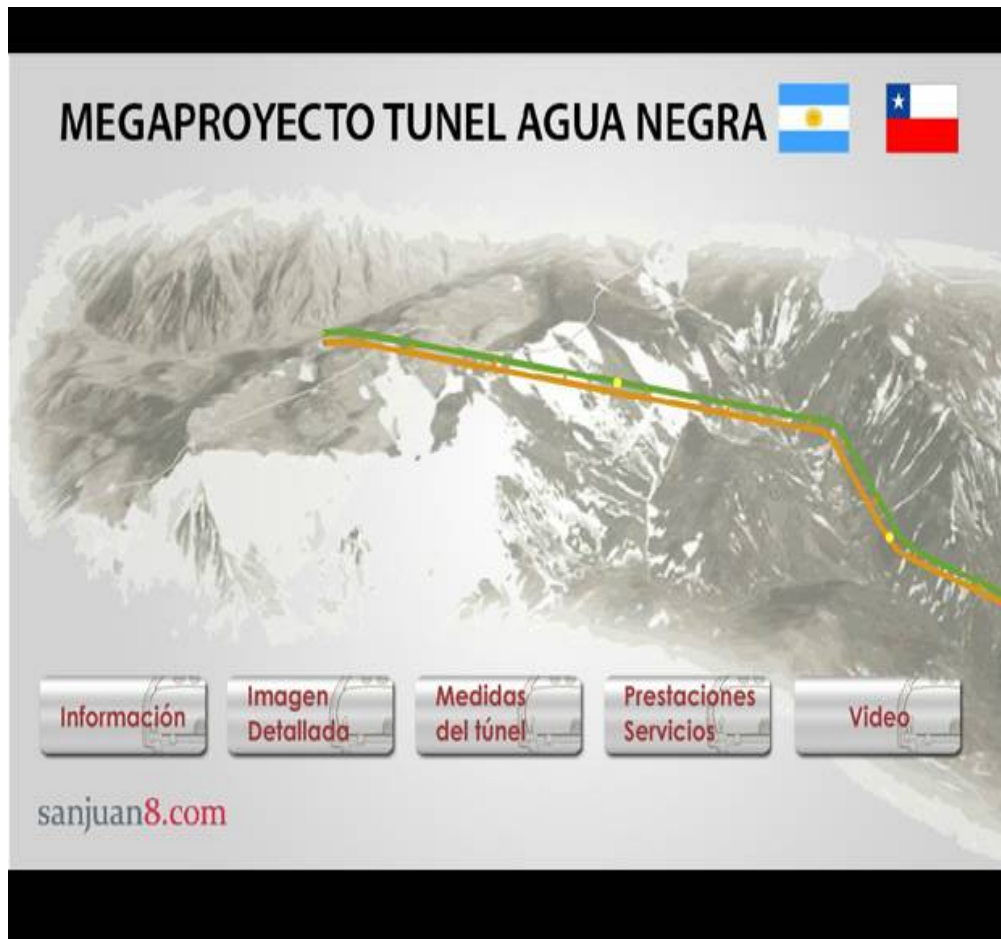 MEGAPROYECTO TUNEL AGUA NEGRA
Información
Imagen
Detallada
Medidas
del túnel
Prestaciones
Servicios
Video
sanjuan8.com